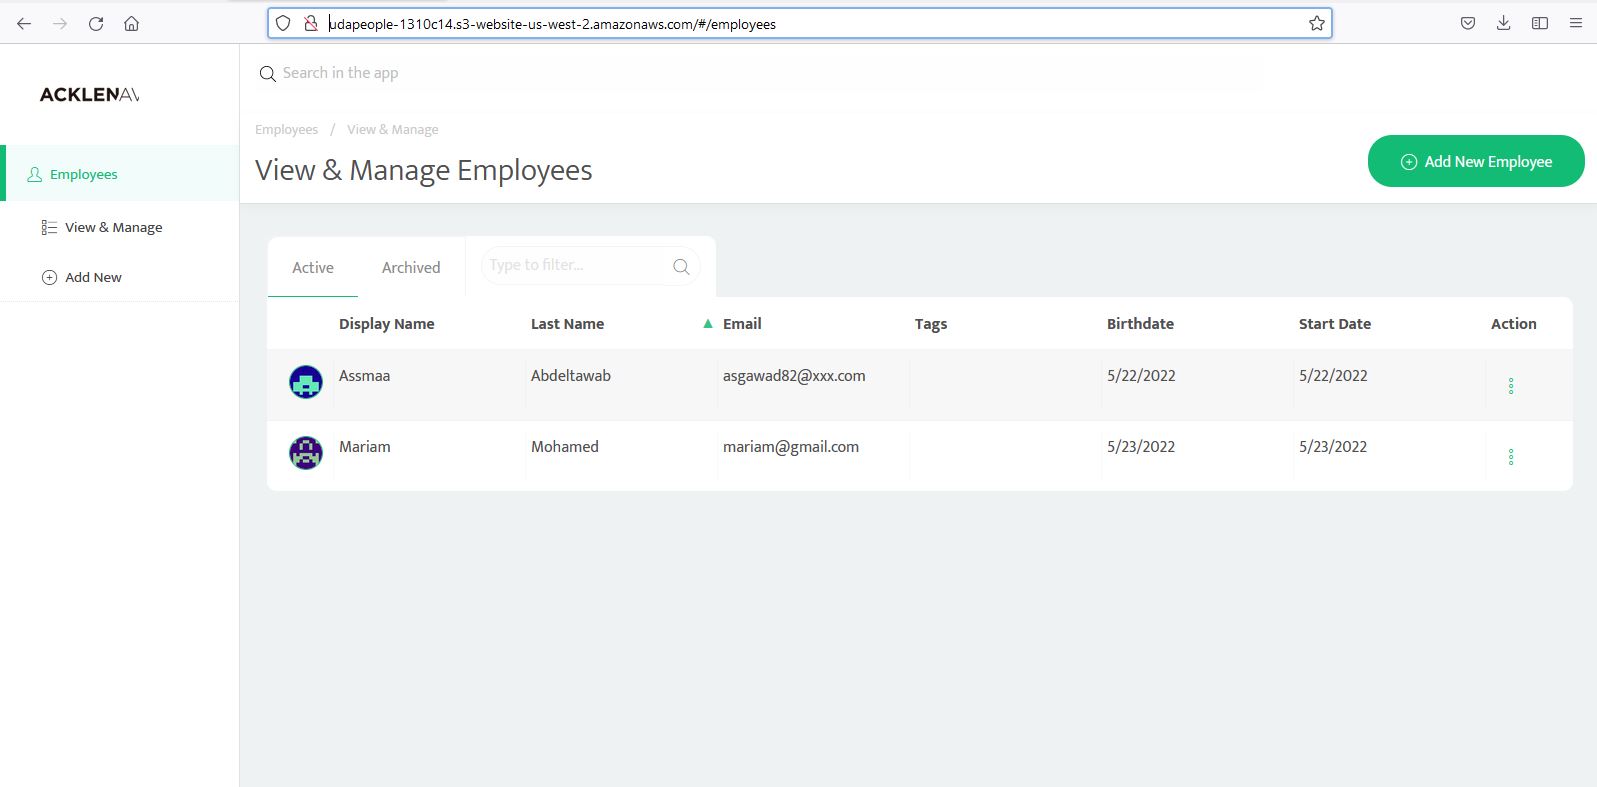 udapeople-1310c14.s3-website-us-west-2.amazonaws.com/#/employees
ACKLENAV
Search in the app
Employees / View & Manage
View & Manage Employees
Add New Employee
Employees
View & Manage
Add New
Active Archived Type to filter...
Display Name Last Name Email Tags Birthdate Start Date Action
Assmaa Abdeltawab asgawad82@xxx.com 5/22/2022 5/22/2022
Mariam Mohamed mariam@gmail.com 5/23/2022 5/23/2022